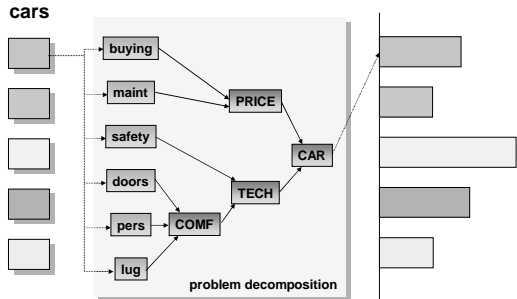 cars
buying
maint
PRICE
safety
CAR
doors
TECH
pers
COMF
lug
problem decomposition